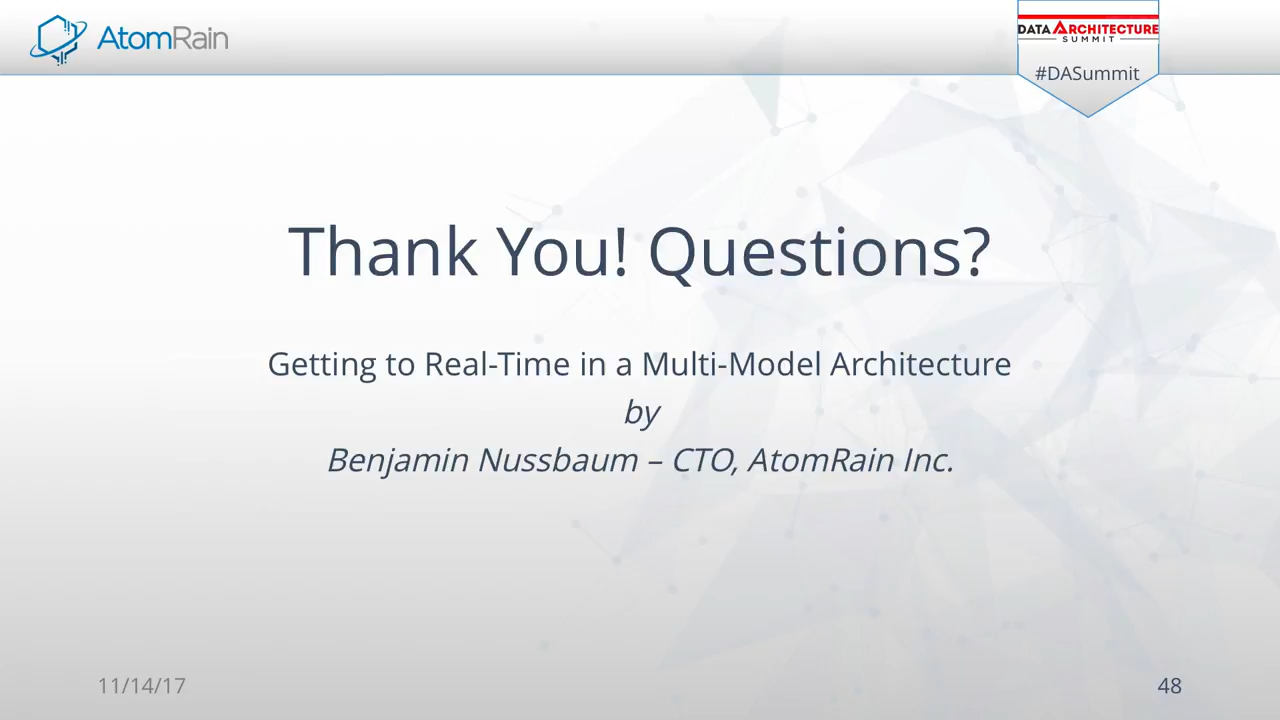 AtomRain
DATA ARCHITECTURE
SUMMIT
#DASummit
Thank You! Questions?
Getting to Real-Time in a Multi-Model Architecture
by
Benjamin Nussbaum – CTO, AtomRain Inc.
11/14/17
48